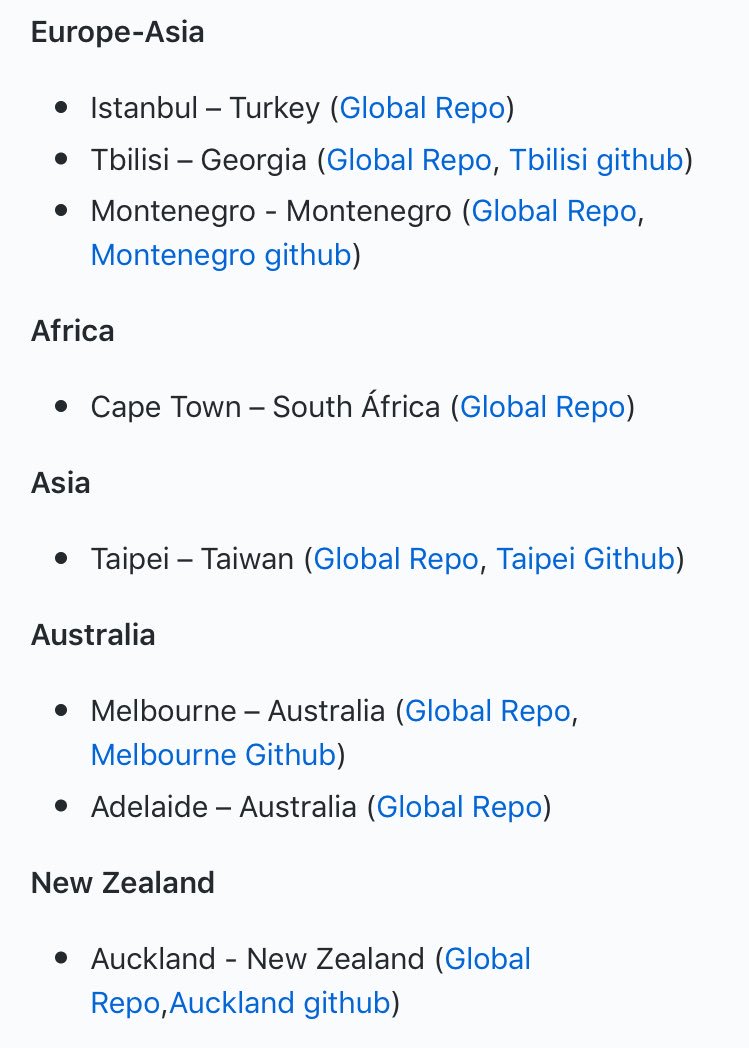 Europe-Asia
• Istanbul – Turkey (Global Repo)
• Tbilisi – Georgia (Global Repo, Tbilisi github)
• Montenegro - Montenegro (Global Repo,
Montenegro github)
Africa
• Cape Town – South África (Global Repo)
Asia
• Taipei – Taiwan (Global Repo, Taipei Github)
Australia
• Melbourne – Australia (Global Repo,
Melbourne Github)
• Adelaide – Australia (Global Repo)
New Zealand
• Auckland - New Zealand (Global
Repo,Auckland github)